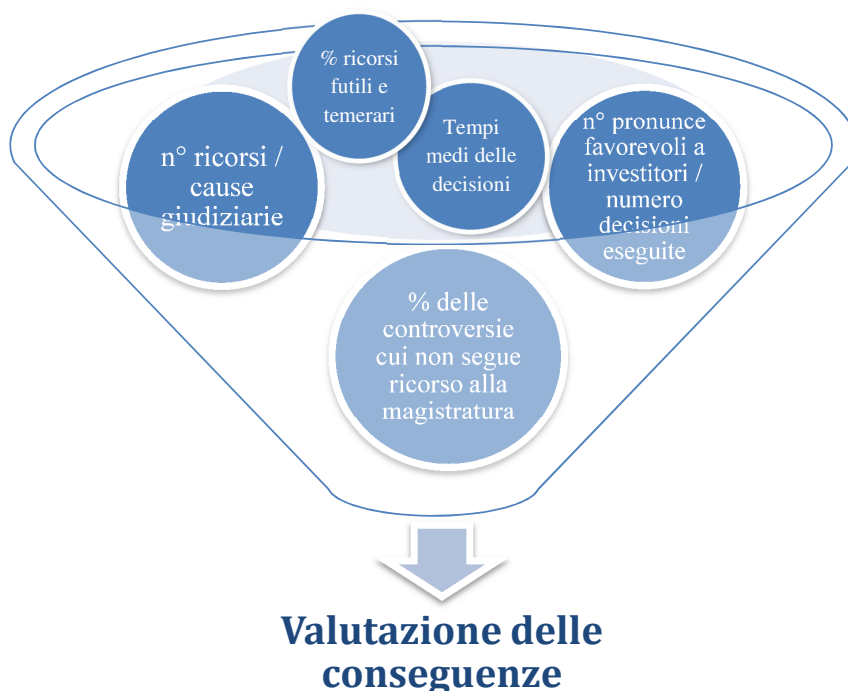 % ricorsi
futili e
temerari
n° ricorsi /
cause
giudiziarie
Tempi
medi delle
decisioni
n° pronunce
favorevoli a
investitori /
numero
decisioni
eseguite
% delle
controversie
cui non segue
ricorso alla
magistratura
Valutazione delle
conseguenze